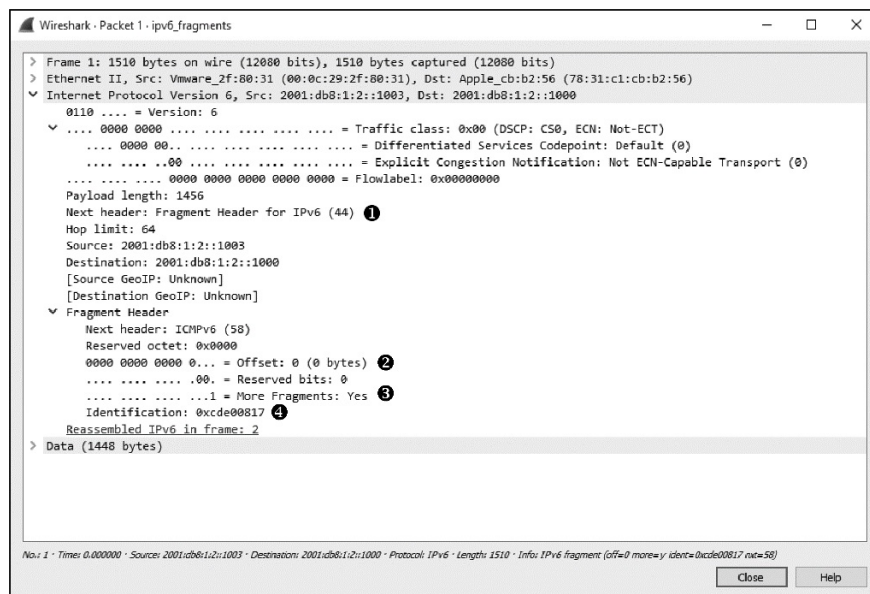 Wireshark · Packet 1 · ipv6_fragments
> Frame 1: 1510 bytes on wire (12080 bits), 1510 bytes captured (12080 bits)
> Ethernet II, Src: Vmware_2f:80:31 (00:0c:29:2f:80:31), Dst: Apple_cb:b2:56 (78:31:c1:cb:b2:56)
Internet Protocol Version 6, Src: 2001:db8:1:2::1003, Dst: 2001:db8:1:2::1000
0110 .... = Version: 6
.... 0000 0000 .... .... .... .... .... = Traffic class: 0x00 (DSCP: CS0, ECN: Not-ECT)
.... 0000 00.. .... .... .... .... .... = Differentiated Services Codepoint: Default (0)
.... .... ..00 .... .... .... .... .... = Explicit Congestion Notification: Not ECN-Capable Transport (0)
.... .... .... 0000 0000 0000 0000 0000 = Flowlabel: 0x00000000
Payload length: 1456
Next header: Fragment Header for IPv6 (44) ❶
Hop limit: 64
Source: 2001:db8:1:2::1003
Destination: 2001:db8:1:2::1000
[Source GeoIP: Unknown]
[Destination GeoIP: Unknown]
Fragment Header
Next header: ICMPv6 (58)
Reserved octet: 0x0000
0000 0000 0000 0... = Offset: 0 (0 bytes) ❷
.... .... .... .00. = Reserved bits: 0
.... .... .... ...1 = More Fragments: Yes ❸
Identification: 0xcde00817 ❹
Reassembled IPv6 in frame: 2
> Data (1448 bytes)
No.: 1 · Time: 0.000000 · Source: 2001:db8:1:2::1003 · Destination: 2001:db8:1:2::1000 · Protocol: IPv6 · Length: 1510 · Info: IPv6 fragment (off=0 more=y ident=0xcde00817 nxt=58)
Close Help